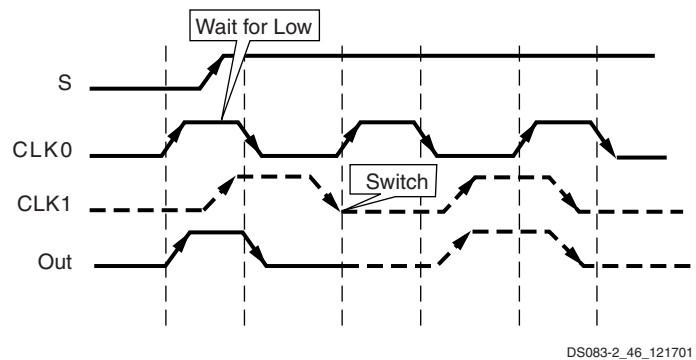 Wait for Low
S
CLK0
CLK1
Switch
Out
DS083-2_46_121701